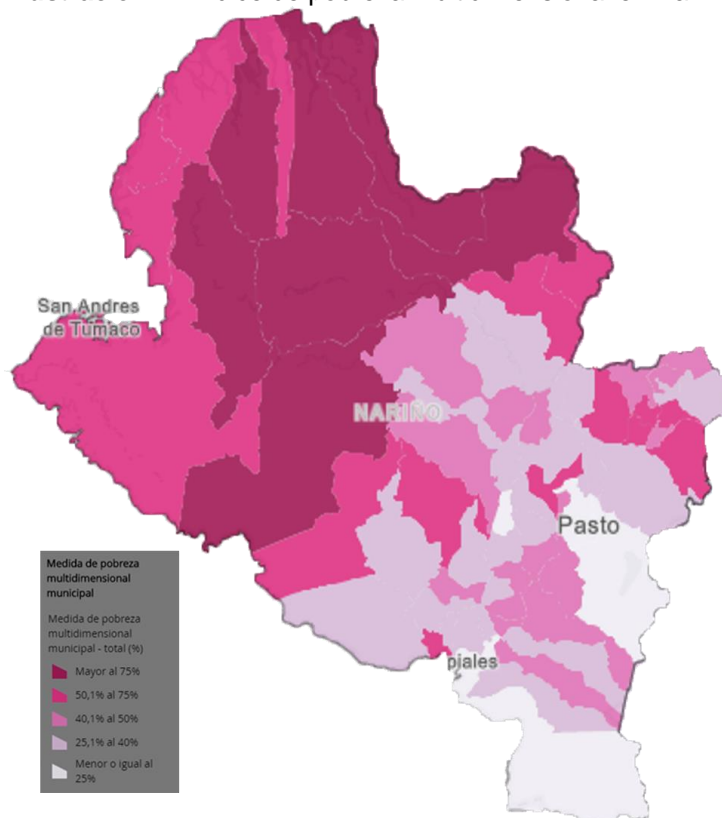 San Andres
de Tumaco
NARIÑO
Pasto
piales
Medida de pobreza
multidimensional
municipal
Medida de pobreza
multidimensional
municipal - total (%)
Mayor al 75%
50,1% al 75%
40,1% al 50%
25,1% al 40%
Menor o igual al
25%